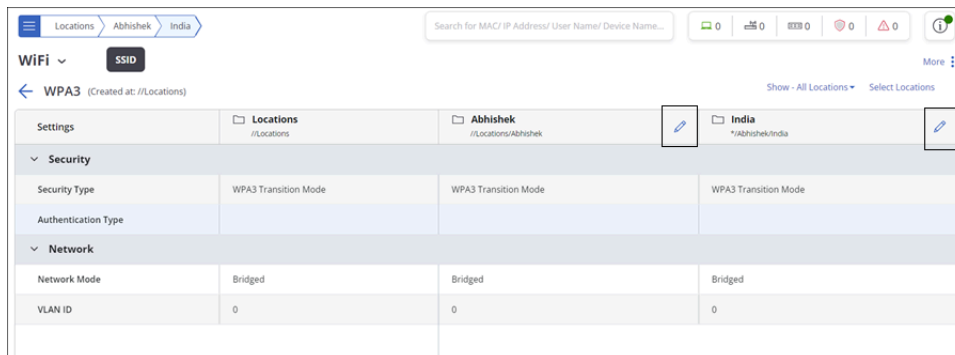 Locations Abhishek India
Search for MAC/ IP Address/ User Name/ Device Name...
0 0 0 0 0
WiFi SSID
More
WPA3 (Created at: //Locations)
Show - All Locations Select Locations
Settings
Locations
//Locations
Abhishek
//Locations/Abhishek
India
*/Abhishek/India
Security
Security Type WPA3 Transition Mode WPA3 Transition Mode WPA3 Transition Mode
Authentication Type
Network
Network Mode Bridged Bridged Bridged
VLAN ID 0 0 0